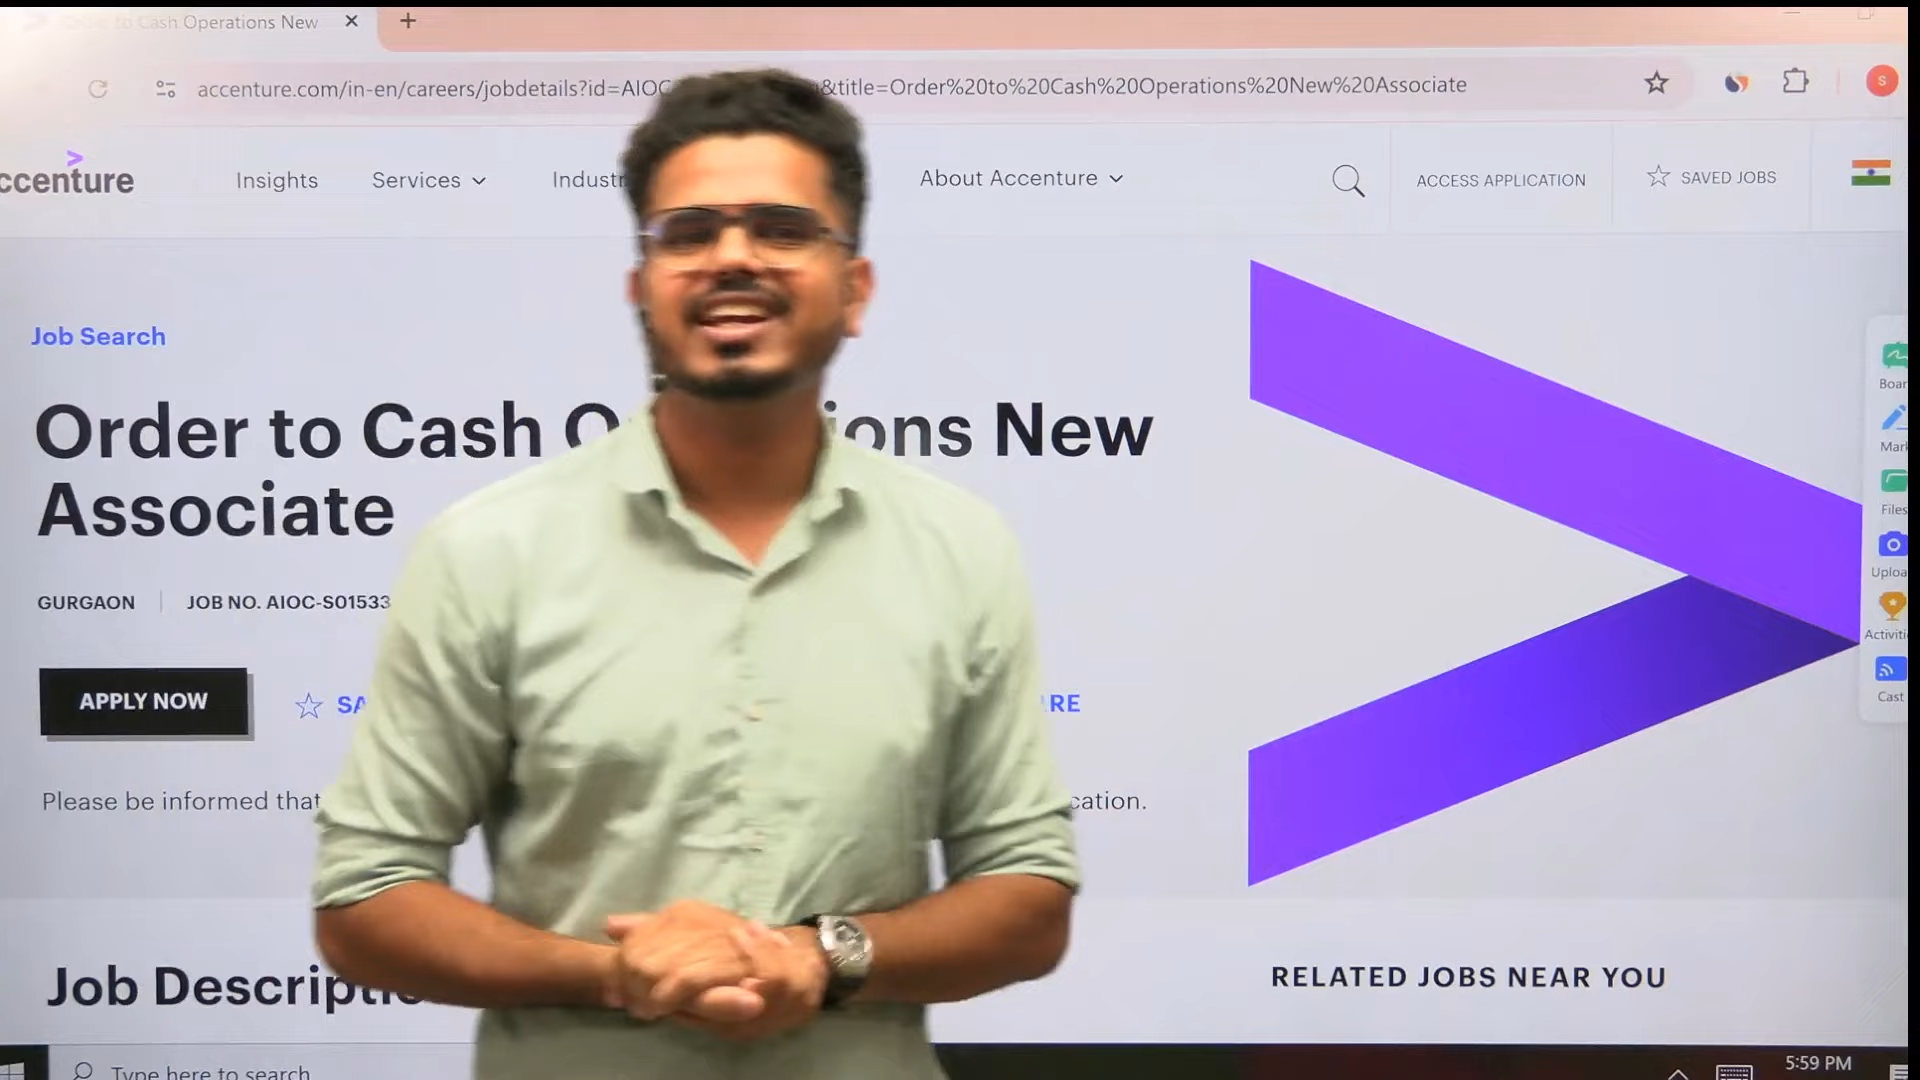 to Cash Operations New
accenture.com/in-en/careers/jobdetails?id=AIOC &title=Order%20to%20Cash%20Operations%20New%20Associate
S
>
ccenture
Insights
Services
Industr
About Accenture
ACCESS APPLICATION
SAVED JOBS
Job Search
Order to Cash O ions New
Associate
GURGAON
JOB NO. AIOC-S01533
APPLY NOW
SA
RE
Please be informed that cation.
Job Descripti
RELATED JOBS NEAR YOU
Boar
Mar
Files
Uploa
Activiti
Cast
Type here to search
5:59 PM